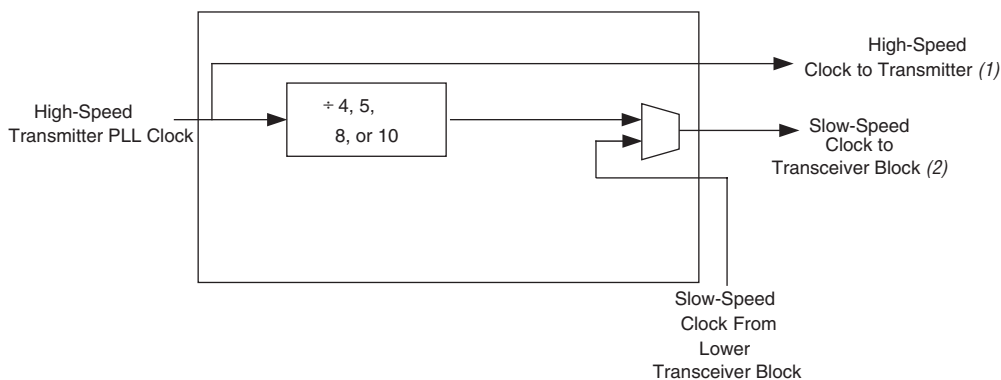 High-Speed
Clock to Transmitter (1)
High-Speed
Transmitter PLL Clock
÷ 4, 5,
8, or 10
Slow-Speed
Clock to
Transceiver Block (2)
Slow-Speed
Clock From
Lower
Transceiver Block